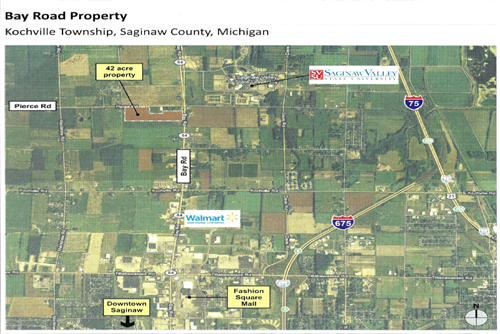 Bay Road Property
Kochville Township, Saginaw County, Michigan
42 acre
property
SAGINAW VALLEY
STATE UNIVERSITY
Pierce Rd
75
Bay Rd
Walmart
675
Fashion
Square
Mall
Downtown
Saginaw
N